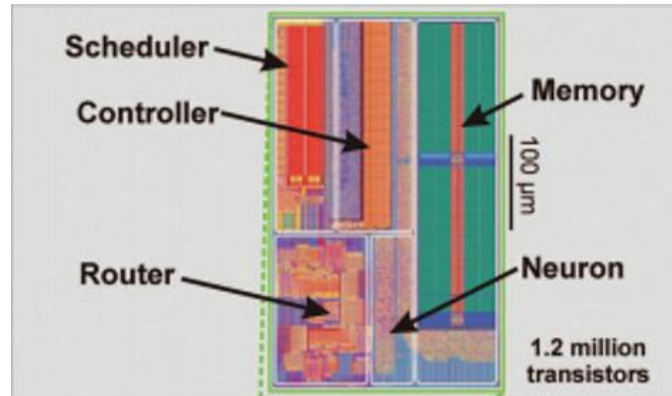 Scheduler
Controller
Memory
100 µm
Router
Neuron
1.2 million
transistors